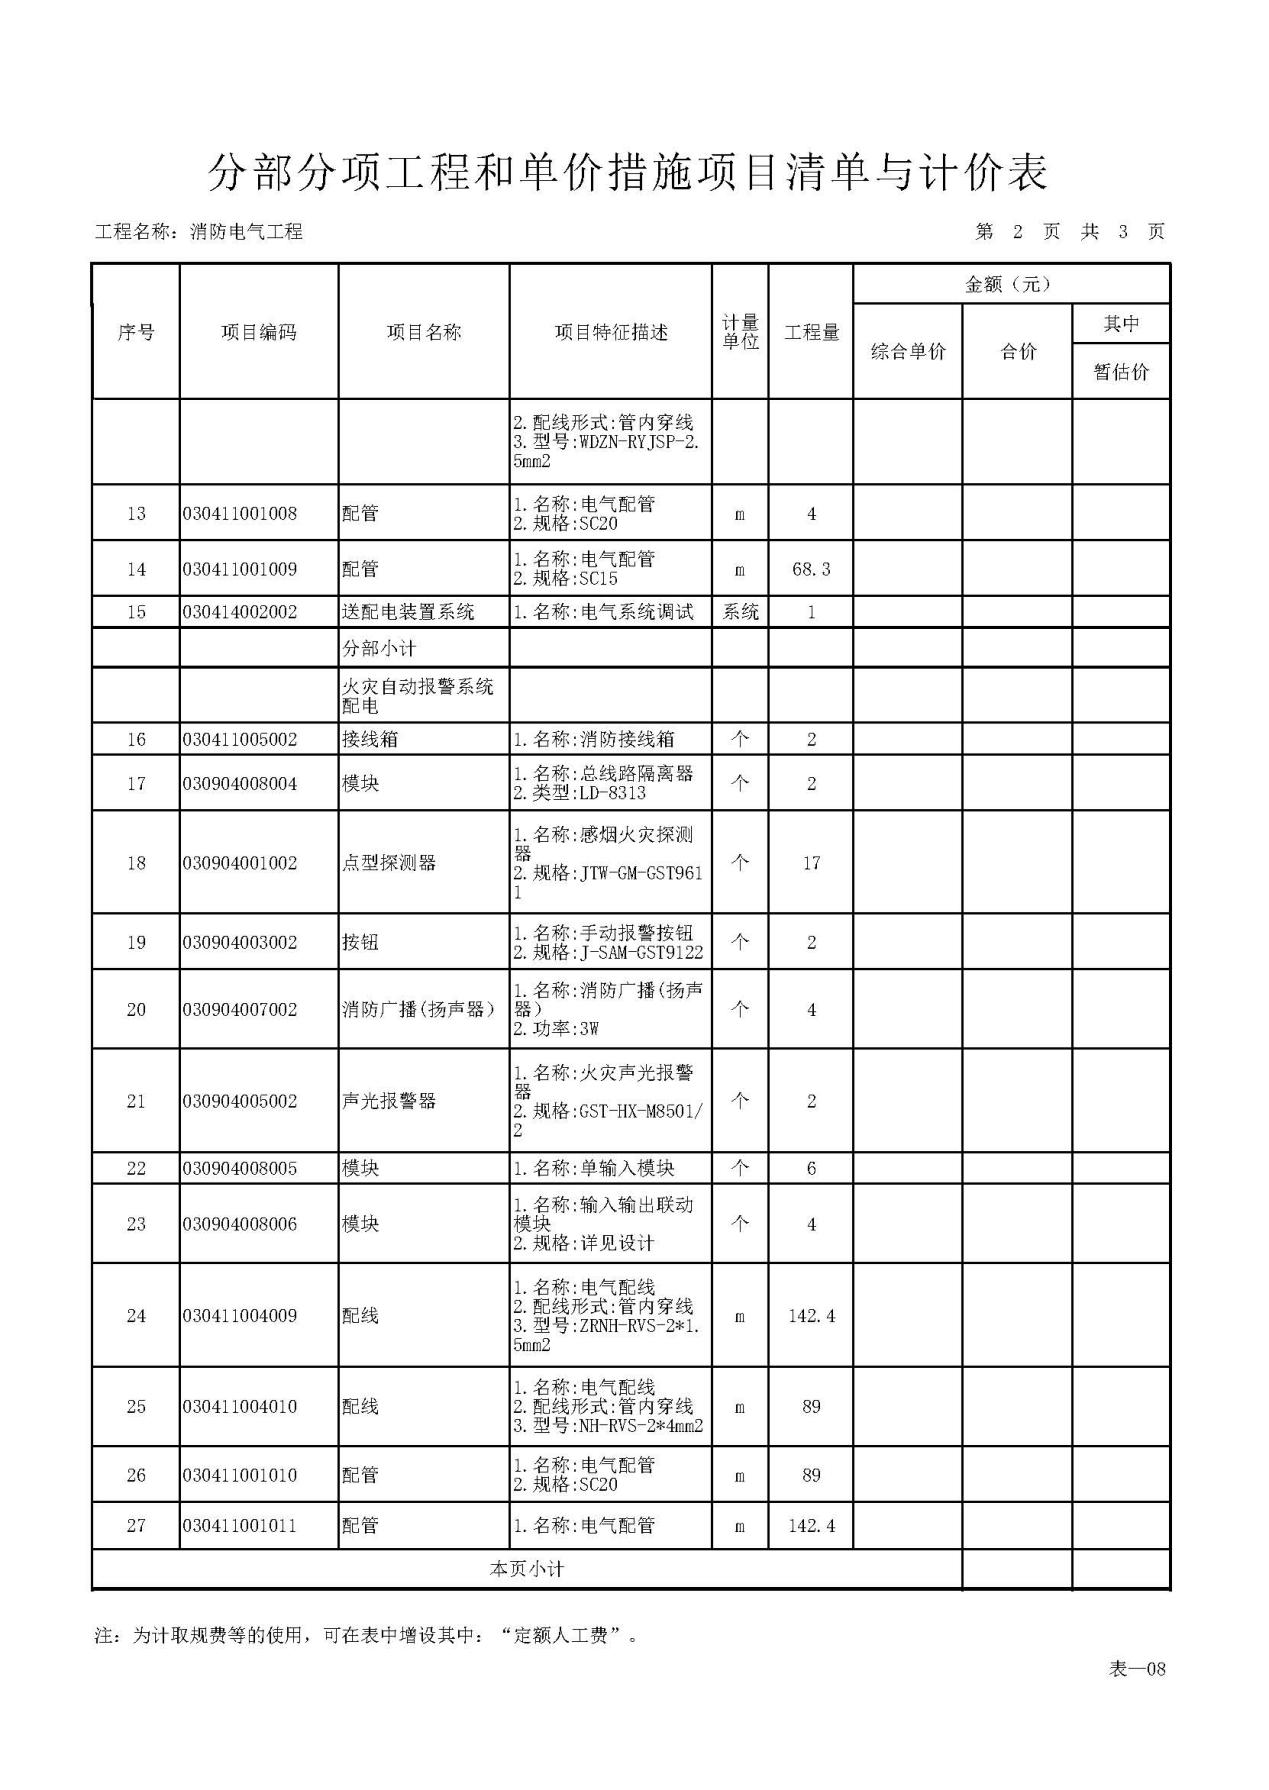 分部分项工程和单价措施项目清单与计价表
工程名称：消防电气工程 第 2 页 共 3 页
序号 项目编码 项目名称 项目特征描述 计量单位 工程量 金额（元）
综合单价 合价 其中
暂估价
2.配线形式:管内穿线
3.型号:WDZN-RYJSP-2.
5mm2
13 030411001008 配管 1.名称:电气配管
2.规格:SC20 m 4
14 030411001009 配管 1.名称:电气配管
2.规格:SC15 m 68.3
15 030414002002 送配电装置系统 1.名称:电气系统调试 系统 1
分部小计
火灾自动报警系统
配电
16 030411005002 接线箱 1.名称:消防接线箱 个 2
17 030904008004 模块 1.名称:总线路隔离器
2.类型:LD-8313 个 2
18 030904001002 点型探测器 1.名称:感烟火灾探测
器
2.规格:JTW-GM-GST961
1 个 17
19 030904003002 按钮 1.名称:手动报警按钮
2.规格:J-SAM-GST9122 个 2
20 030904007002 消防广播(扬声器) 1.名称:消防广播(扬声
器)
2.功率:3W 个 4
21 030904005002 声光报警器 1.名称:火灾声光报警
器
2.规格:GST-HX-M8501/
2 个 2
22 030904008005 模块 1.名称:单输入模块 个 6
23 030904008006 模块 1.名称:输入输出联动
模块
2.规格:详见设计 个 4
24 030411004009 配线 1.名称:电气配线
2.配线形式:管内穿线
3.型号:ZRNH-RVS-2*1.
5mm2 m 142.4
25 030411004010 配线 1.名称:电气配线
2.配线形式:管内穿线
3.型号:NH-RVS-2*4mm2 m 89
26 030411001010 配管 1.名称:电气配管
2.规格:SC20 m 89
27 030411001011 配管 1.名称:电气配管 m 142.4
本页小计
注：为计取规费等的使用，可在表中增设其中：“定额人工费”。
表—08